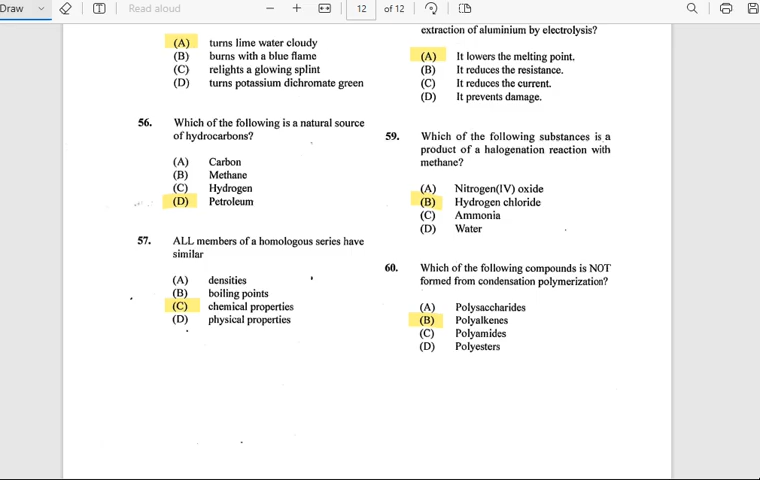 Draw
Read aloud
12 of 12
(A) turns lime water cloudy
(B) burns with a blue flame
(C) relights a glowing splint
(D) turns potassium dichromate green
56. Which of the following is a natural source
of hydrocarbons?
(A) Carbon
(B) Methane
(C) Hydrogen
(D) Petroleum
57. ALL members of a homologous series have
similar
(A) densities
(B) boiling points
(C) chemical properties
(D) physical properties
extraction of aluminium by electrolysis?
(A) It lowers the melting point.
(B) It reduces the resistance.
(C) It reduces the current.
(D) It prevents damage.
59. Which of the following substances is a
product of a halogenation reaction with
methane?
(A) Nitrogen(IV) oxide
(B) Hydrogen chloride
(C) Ammonia
(D) Water
60. Which of the following compounds is NOT
formed from condensation polymerization?
(A) Polysaccharides
(B) Polyalkenes
(C) Polyamides
(D) Polyesters